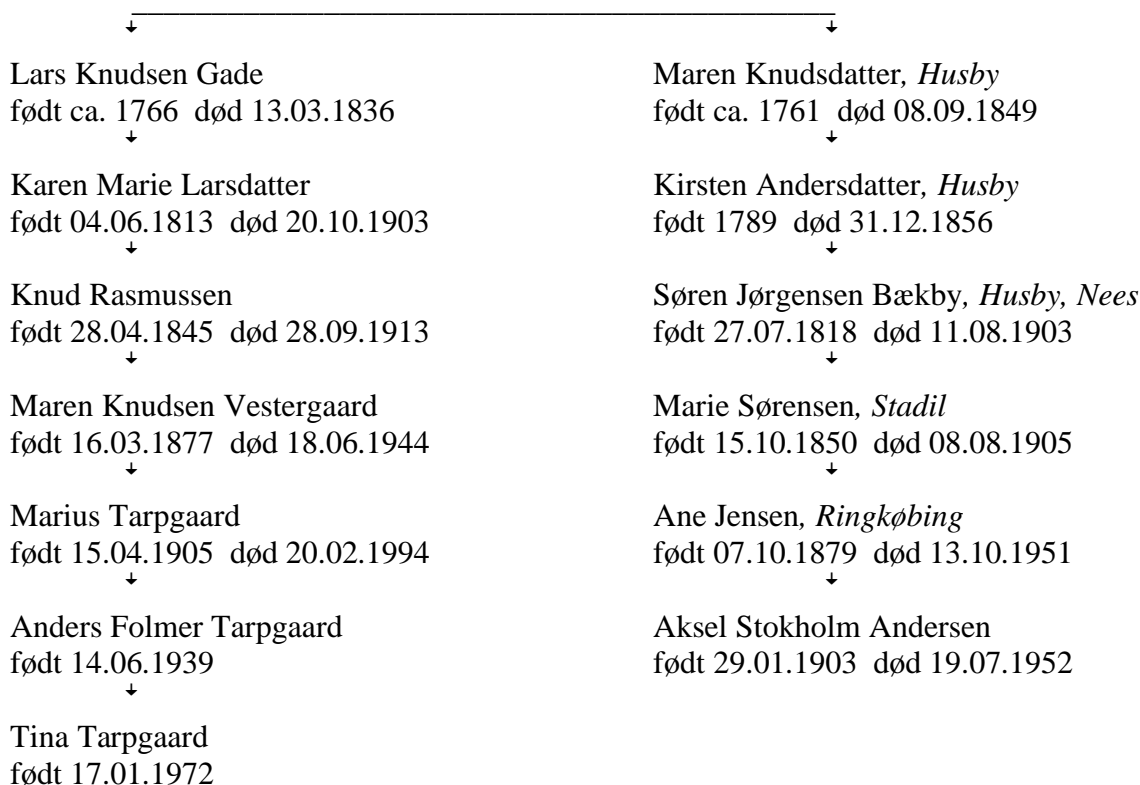 Lars Knudsen Gade
født ca. 1766  død 13.03.1836
Karen Marie Larsdatter
født 04.06.1813  død 20.10.1903
Knud Rasmussen
født 28.04.1845  død 28.09.1913
Maren Knudsen Vestergaard
født 16.03.1877  død 18.06.1944
Marius Tarpgaard
født 15.04.1905  død 20.02.1994
Anders Folmer Tarpgaard
født 14.06.1939
Tina Tarpgaard
født 17.01.1972
Maren Knudsdatter, Husby
født ca. 1761  død 08.09.1849
Kirsten Andersdatter, Husby
født 1789  død 31.12.1856
Søren Jørgensen Bækby, Husby, Nees
født 27.07.1818  død 11.08.1903
Marie Sørensen, Stadil
født 15.10.1850  død 08.08.1905
Ane Jensen, Ringkøbing
født 07.10.1879  død 13.10.1951
Aksel Stokholm Andersen
født 29.01.1903  død 19.07.1952